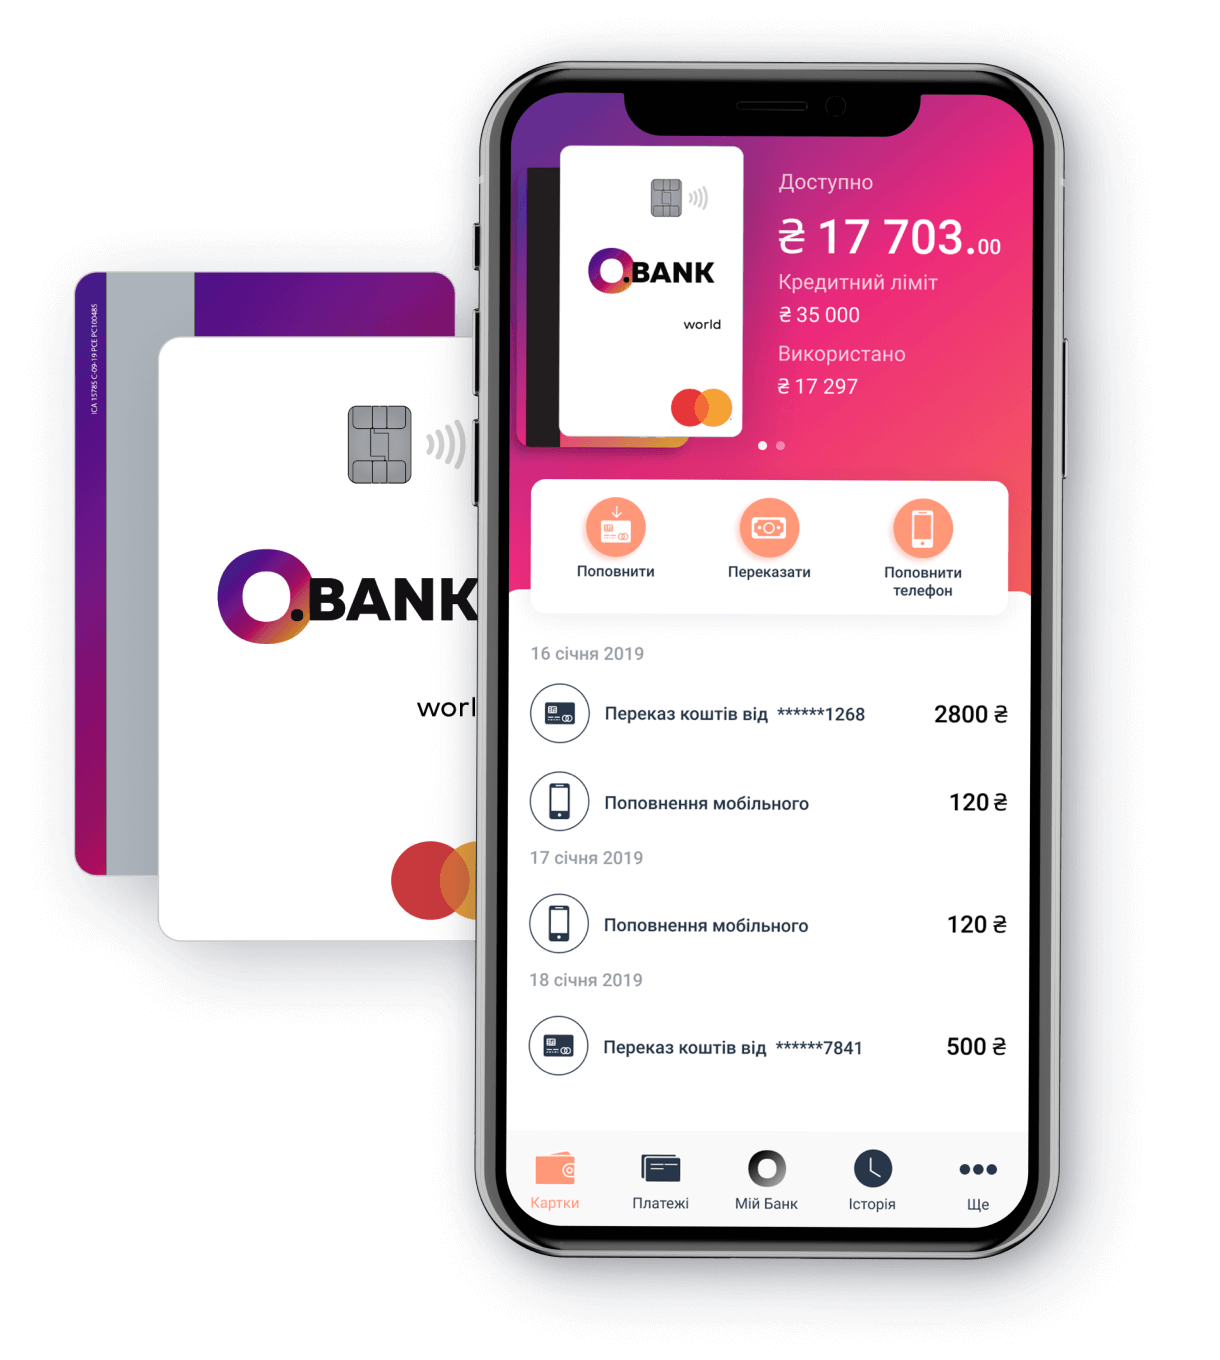 ICA 15785 C-09-19 PCE PC100485
O.BANK
worl
O.BANK
world
Доступно
₴ 17 703.00
Кредитний ліміт
₴ 35 000
Використано
₴ 17 297
Поповнити
Переказати
Поповнити
телефон
16 січня 2019
Переказ коштів від ******1268
2800 ₴
Поповнення мобільного
120 ₴
17 січня 2019
Поповнення мобільного
120 ₴
18 січня 2019
Переказ коштів від ******7841
500 ₴
Картки
Платежі
Мій Банк
Історія
Ще